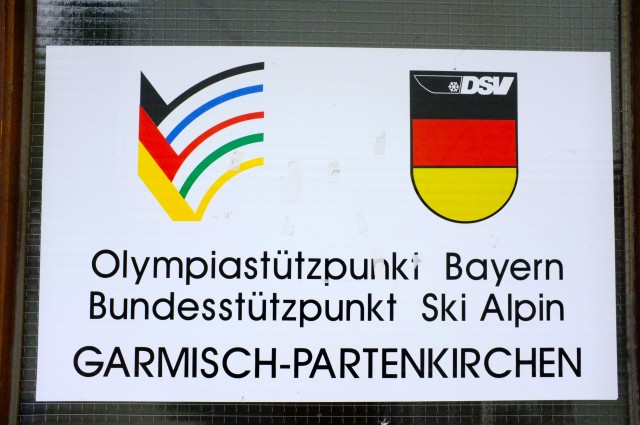 DSV
Olympiastützpunkt Bayern
Bundesstützpunkt Ski Alpin
GARMISCH-PARTENKIRCHEN